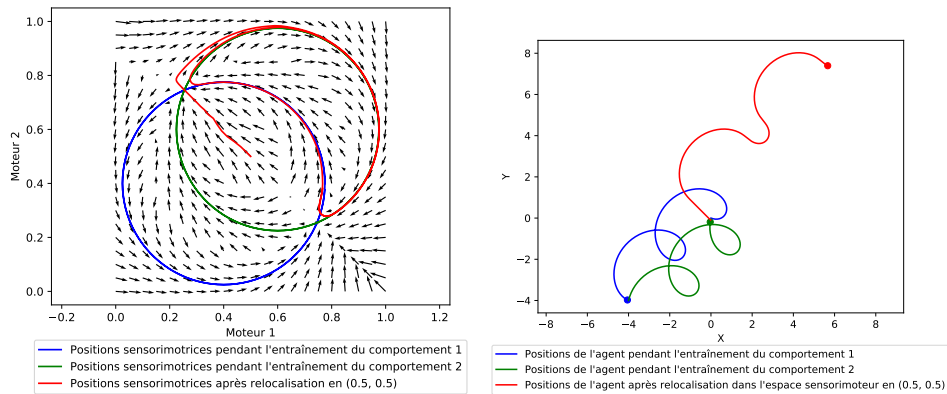 1.0
0.8
0.6
0.4
0.2
0.0
Moteur 2
−0.2 0.0 0.2 0.4 0.6 0.8 1.0 1.2
Moteur 1
Positions sensorimotrices pendant l'entraînement du comportement 1
Positions sensorimotrices pendant l'entraînement du comportement 2
Positions sensorimotrices après relocalisation en (0.5, 0.5)
8
6
4
2
0
−2
−4
Y
−8 −6 −4 −2 0 2 4 6 8
X
Positions de l'agent pendant l'entraînement du comportement 1
Positions de l'agent pendant l'entraînement du comportement 2
Positions de l'agent après relocalisation dans l'espace sensorimoteur en (0.5, 0.5)